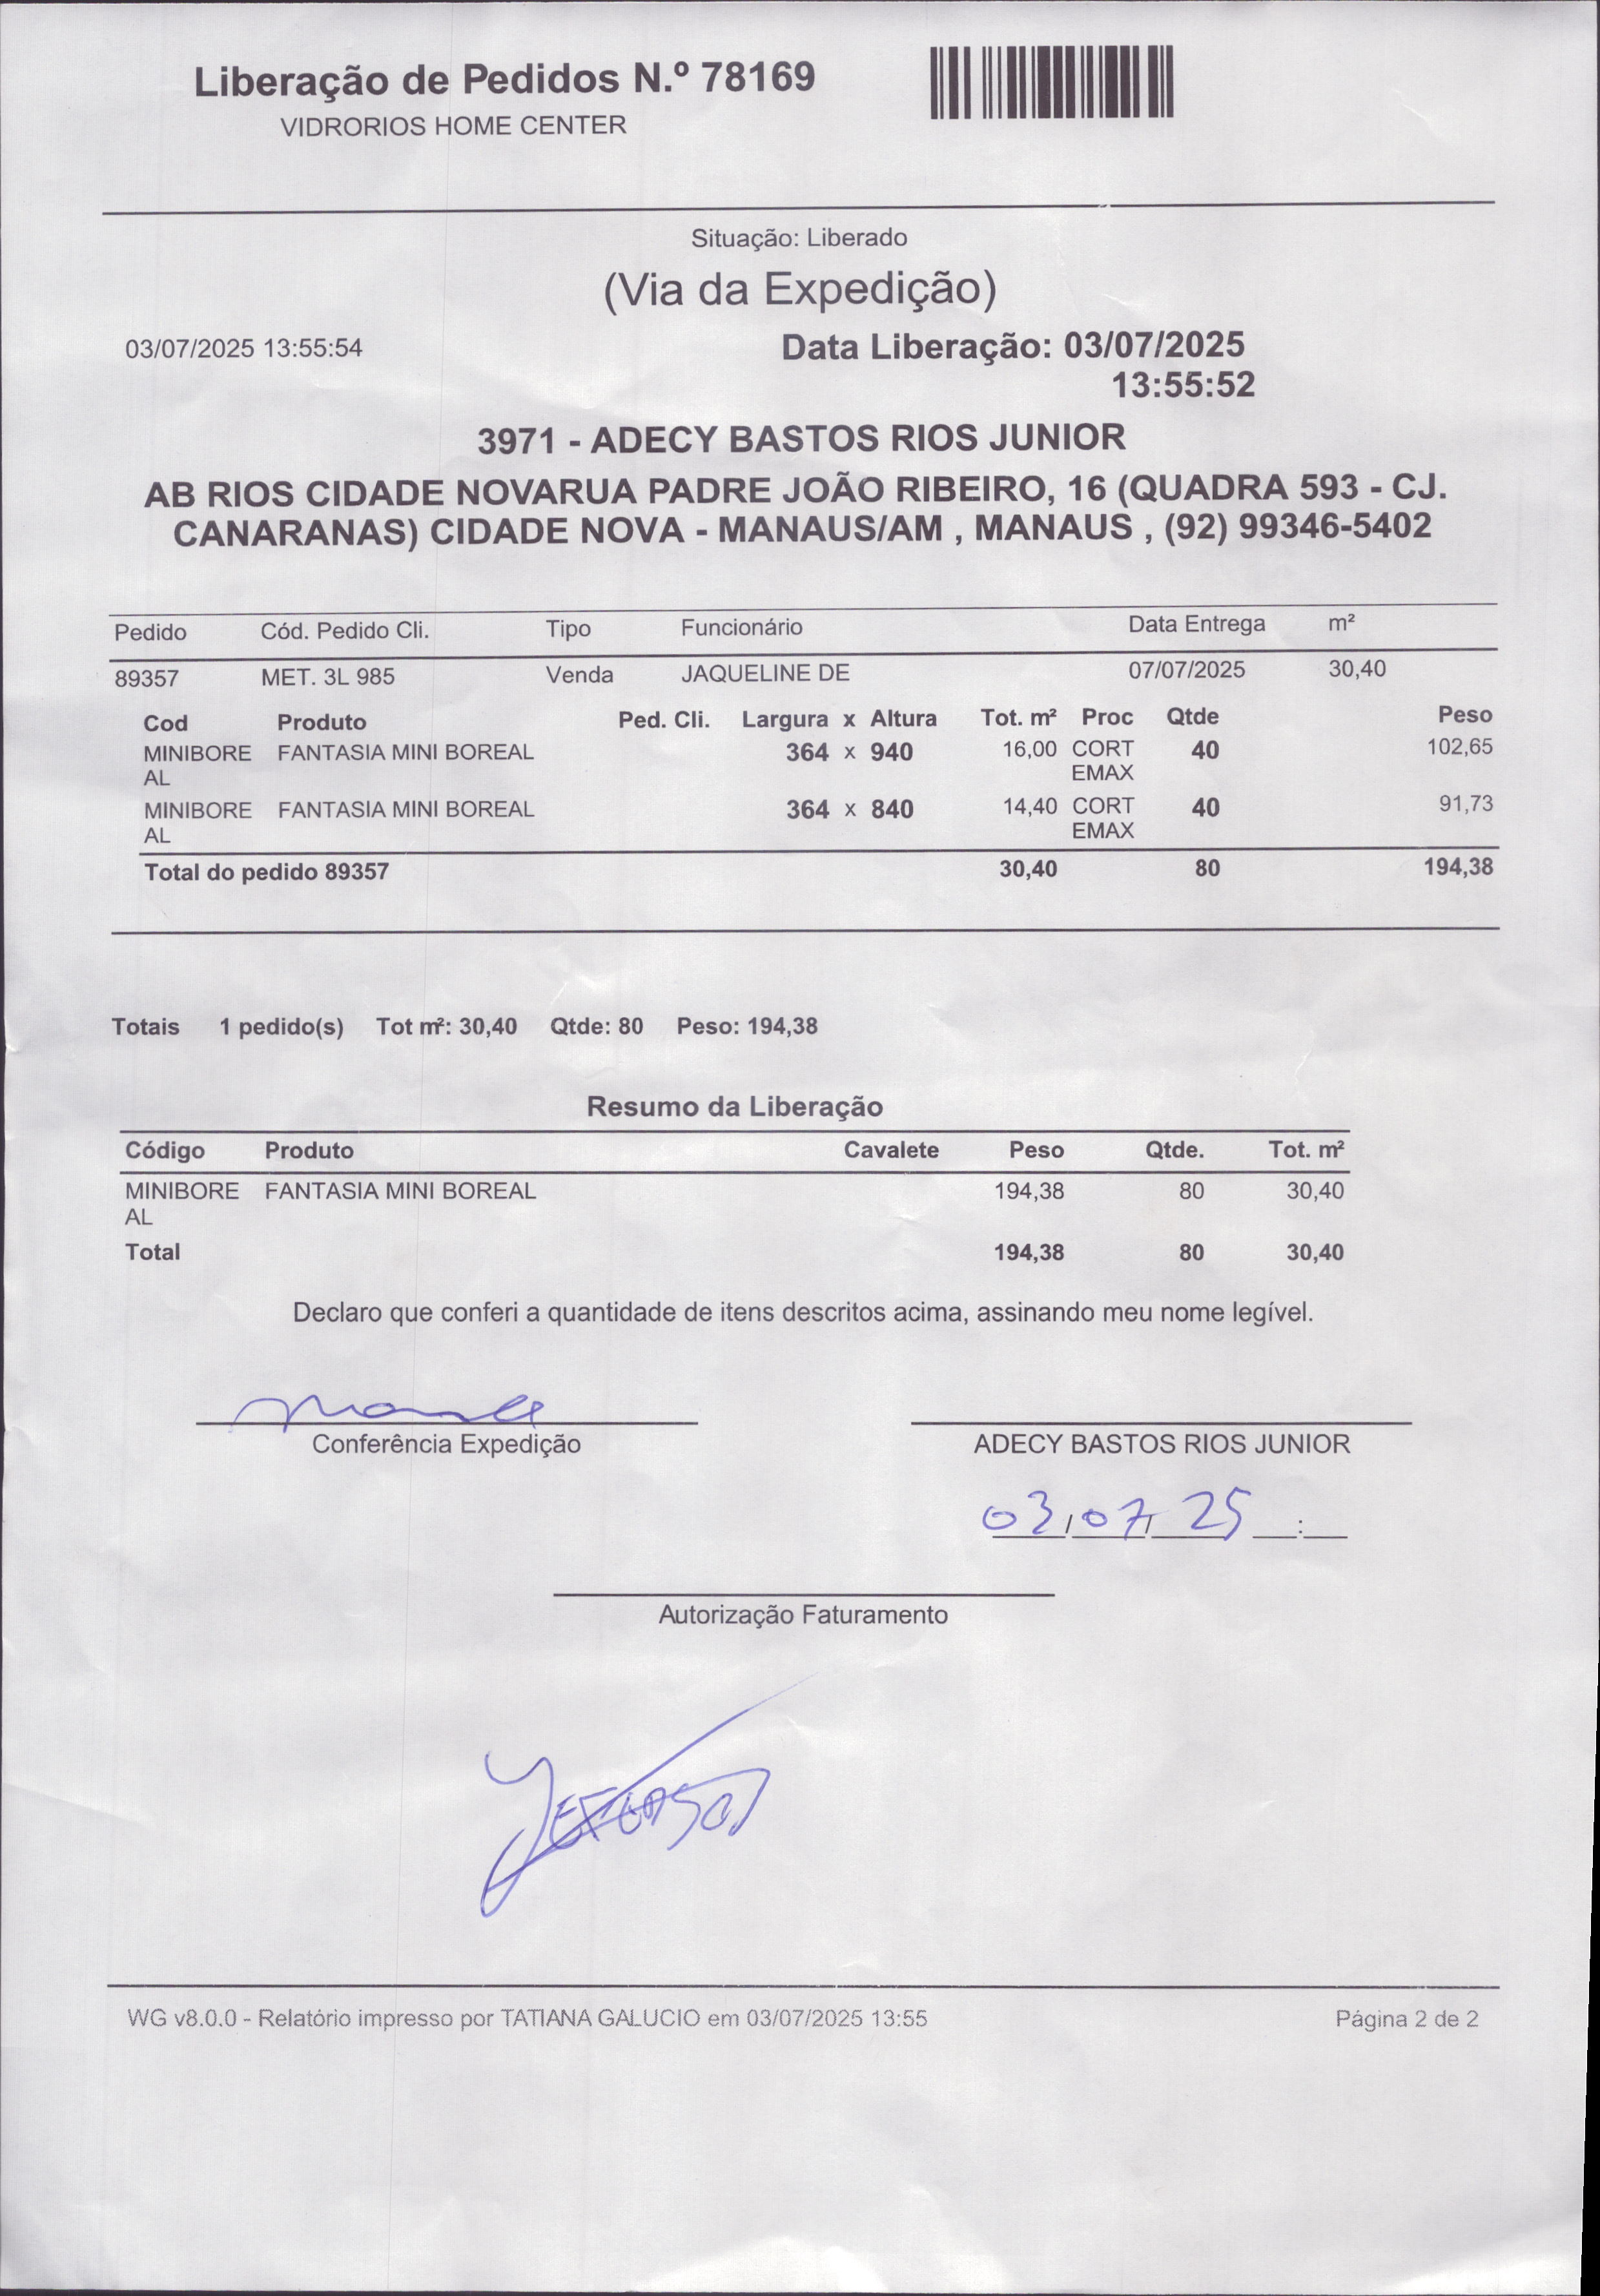 Liberação de Pedidos N.º 78169
VIDRORIOS HOME CENTER
Situação: Liberado
(Via da Expedição)
03/07/2025 13:55:54
Data Liberação: 03/07/2025
13:55:52
3971 - ADECY BASTOS RIOS JUNIOR
AB RIOS CIDADE NOVARUA PADRE JOÃO RIBEIRO, 16 (QUADRA 593 - CJ.
CANARANAS) CIDADE NOVA - MANAUS/AM , MANAUS , (92) 99346-5402
Pedido Cód. Pedido Cli. Tipo Funcionário Data Entrega m²
89357 MET. 3L 985 Venda JAQUELINE DE 07/07/2025 30,40
Cod Produto Ped. Cli. Largura x Altura Tot. m² Proc Qtde Peso
MINIBORE FANTASIA MINI BOREAL 364 x 940 16,00 CORT 40 102,65
AL EMAX
MINIBORE FANTASIA MINI BOREAL 364 x 840 14,40 CORT 40 91,73
AL EMAX
Total do pedido 89357 30,40 80 194,38
Totais 1 pedido(s) Tot m²: 30,40 Qtde: 80 Peso: 194,38
Resumo da Liberação
Código Produto Cavalete Peso Qtde. Tot. m²
MINIBORE FANTASIA MINI BOREAL 194,38 80 30,40
AL
Total 194,38 80 30,40
Declaro que conferi a quantidade de itens descritos acima, assinando meu nome legível.
Conferência Expedição
ADECY BASTOS RIOS JUNIOR
03/07/25 __:__
Autorização Faturamento
WG v8.0.0 - Relatório impresso por TATIANA GALUCIO em 03/07/2025 13:55
Página 2 de 2